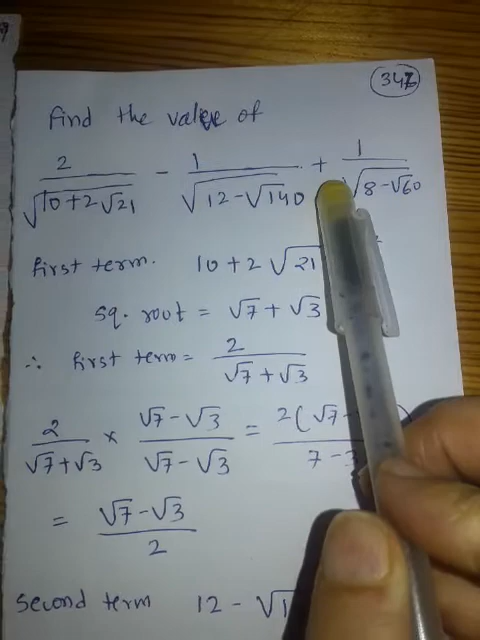 347
Find the value of
2/√(10+2√21) − 1/√(12−√140) + 1/√(8−√60)
first term. 10+2√21
sq. root = √7+√3
∴ first term = 2/(√7+√3)
2/(√7+√3) × (√7−√3)/(√7−√3) = 2(√7-)/(7-3
= (√7−√3)/2
second term 12 − √1